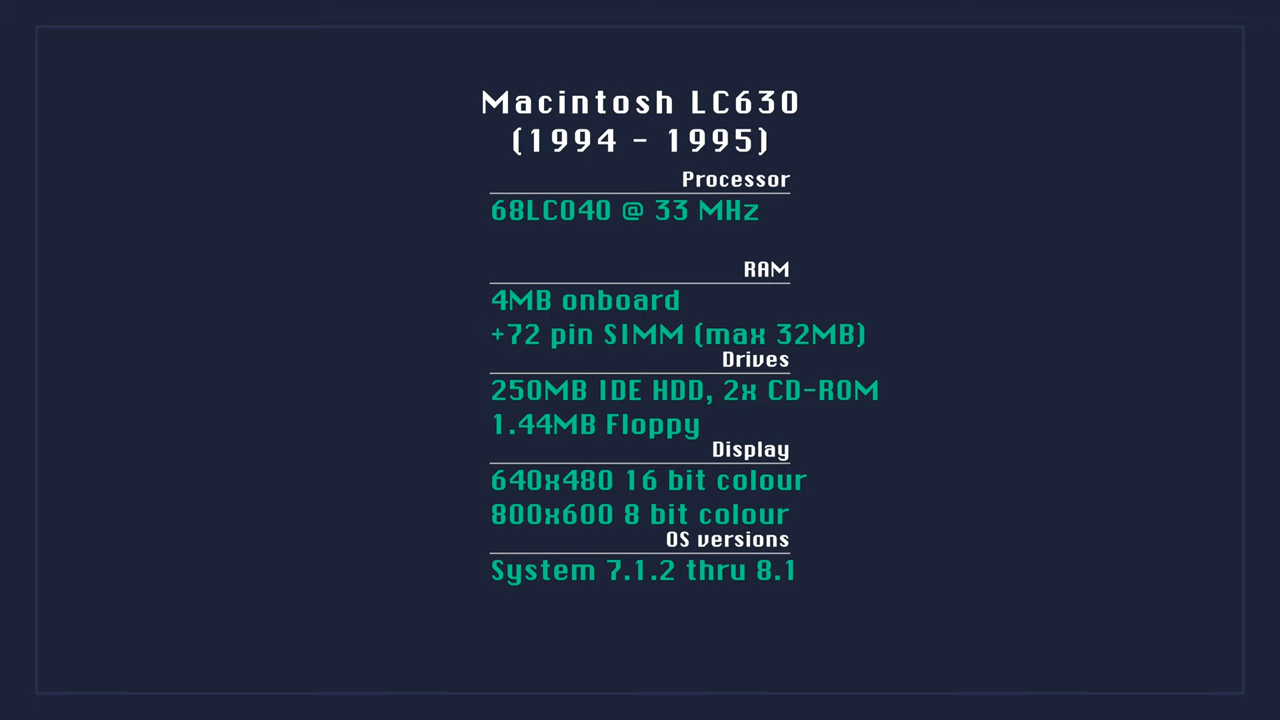 Macintosh LC630
(1994 - 1995)
Processor
68LC040 @ 33 MHz
RAM
4MB onboard
+72 pin SIMM (max 32MB)
Drives
250MB IDE HDD, 2x CD-ROM
1.44MB Floppy
Display
640x480 16 bit colour
800x600 8 bit colour
OS versions
System 7.1.2 thru 8.1